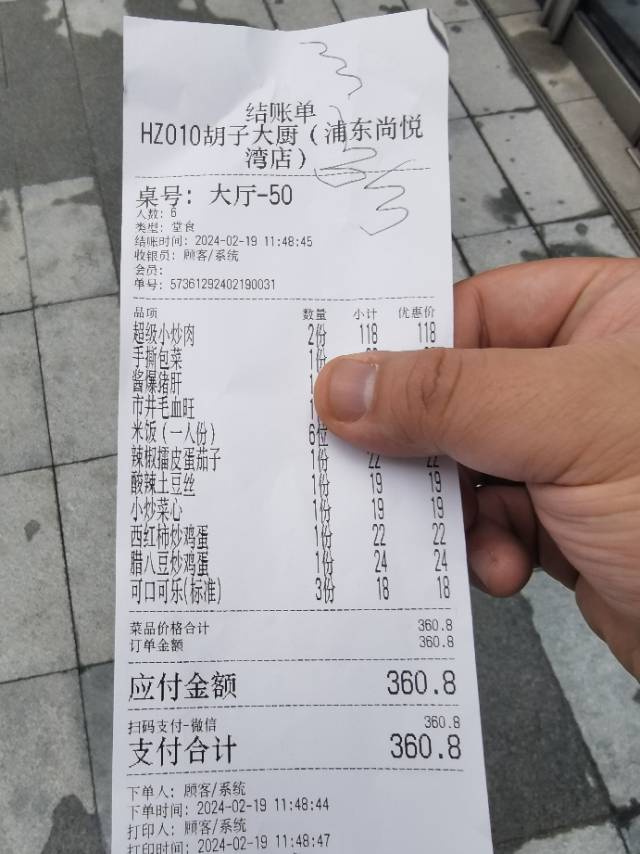 结账单
HZ010胡子大厨（浦东尚悦
湾店）
桌号: 大厅-50
人数: 6
类型: 堂食
结账时间: 2024-02-19 11:48:45
收银员: 顾客/系统
会员:
单号: 57361292402190031
品项 数量 小计 优惠价
超级小炒肉 2份 118 118
手撕包菜 1份
酱爆猪肝
市井毛血旺
米饭(一人份) 6位
辣椒擂皮蛋茄子 1份 22 22
酸辣土豆丝 1份 19 19
小炒菜心 1份 19 19
西红柿炒鸡蛋 1份 22 22
腊八豆炒鸡蛋 1份 24 24
可口可乐(标准) 3份 18 18
菜品价格合计 360.8
订单金额 360.8
应付金额 360.8
扫码支付-微信 360.8
支付合计 360.8
下单人: 顾客/系统
下单时间: 2024-02-19 11:48:44
打印人: 顾客/系统
打印时间: 2024-02-19 11:48:47